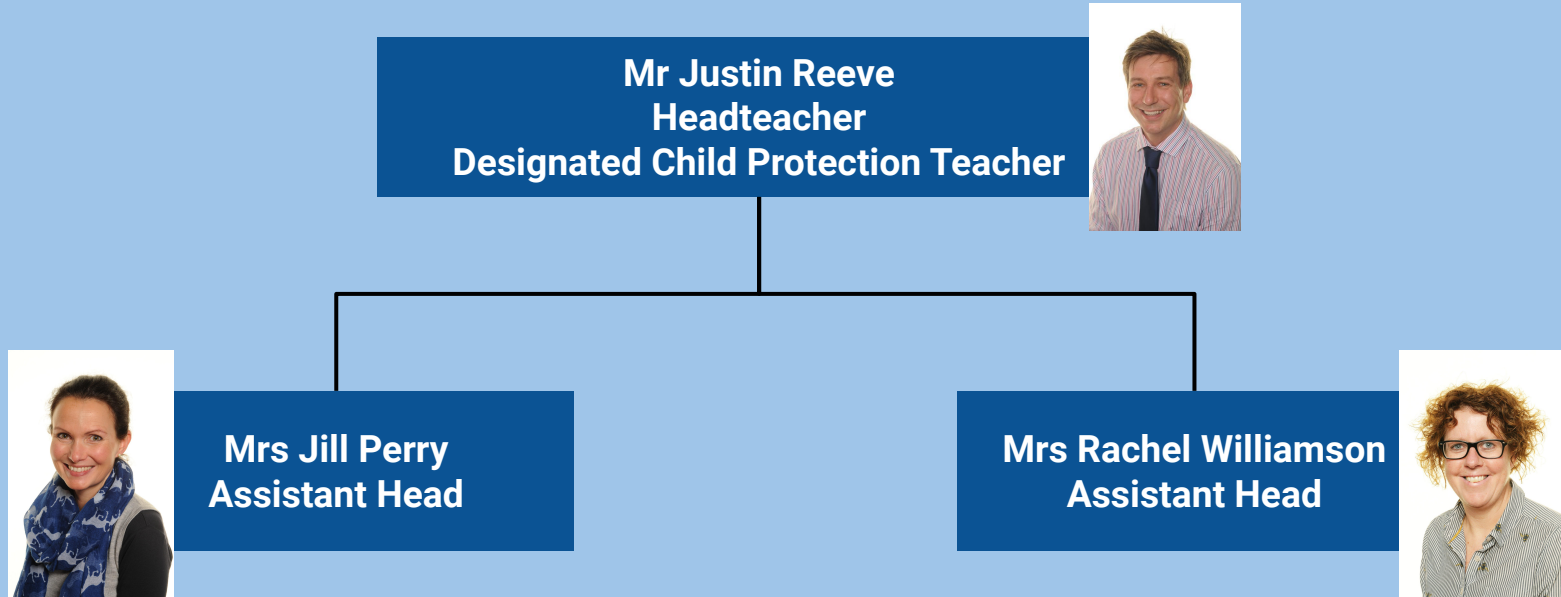 Mr Justin Reeve
Headteacher
Designated Child Protection Teacher
Mrs Jill Perry
Assistant Head
Mrs Rachel Williamson
Assistant Head